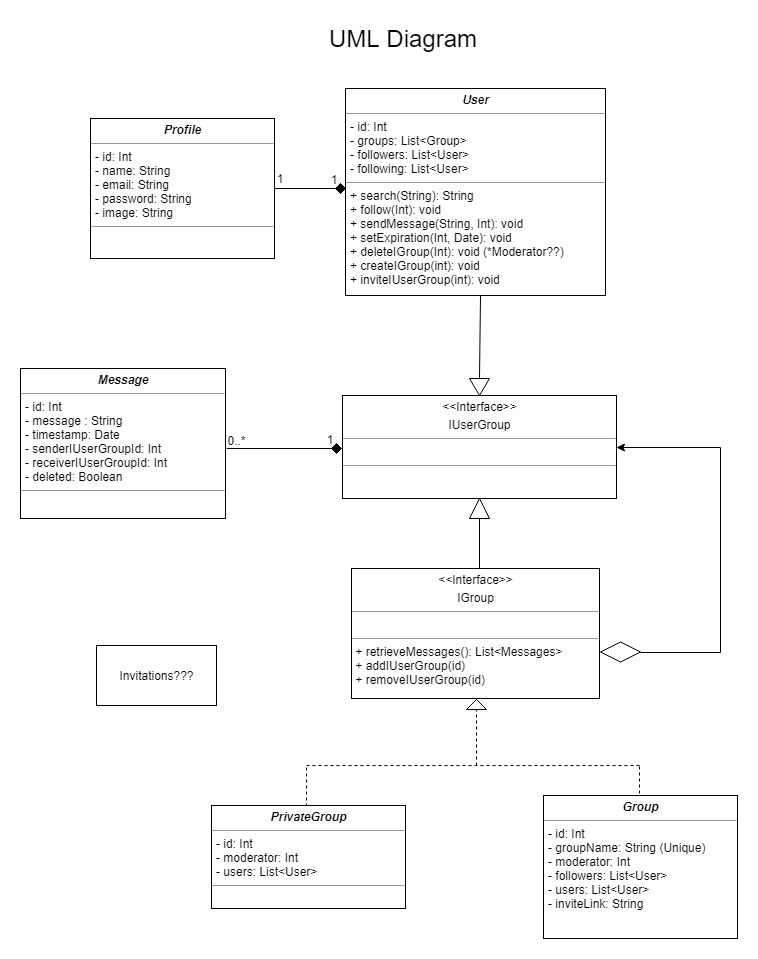 UML Diagram
Profile
- id: Int
- name: String
- email: String
- password: String
- image: String
1
1
User
- id: Int
- groups: List<Group>
- followers: List<User>
- following: List<User>
+ search(String): String
+ follow(Int): void
+ sendMessage(String, Int): void
+ setExpiration(Int, Date): void
+ deleteIGroup(Int): void (*Moderator??)
+ createIGroup(int): void
+ inviteIUserGroup(int): void
Message
- id: Int
- message : String
- timestamp: Date
- senderIUserGroupId: Int
- receiverIUserGroupId: Int
- deleted: Boolean
0..*
1
<<Interface>>
IUserGroup
<<Interface>>
IGroup
+ retrieveMessages(): List<Messages>
+ addIUserGroup(id)
+ removeIUserGroup(id)
Invitations???
PrivateGroup
- id: Int
- moderator: Int
- users: List<User>
Group
- id: Int
- groupName: String (Unique)
- moderator: Int
- followers: List<User>
- users: List<User>
- inviteLink: String